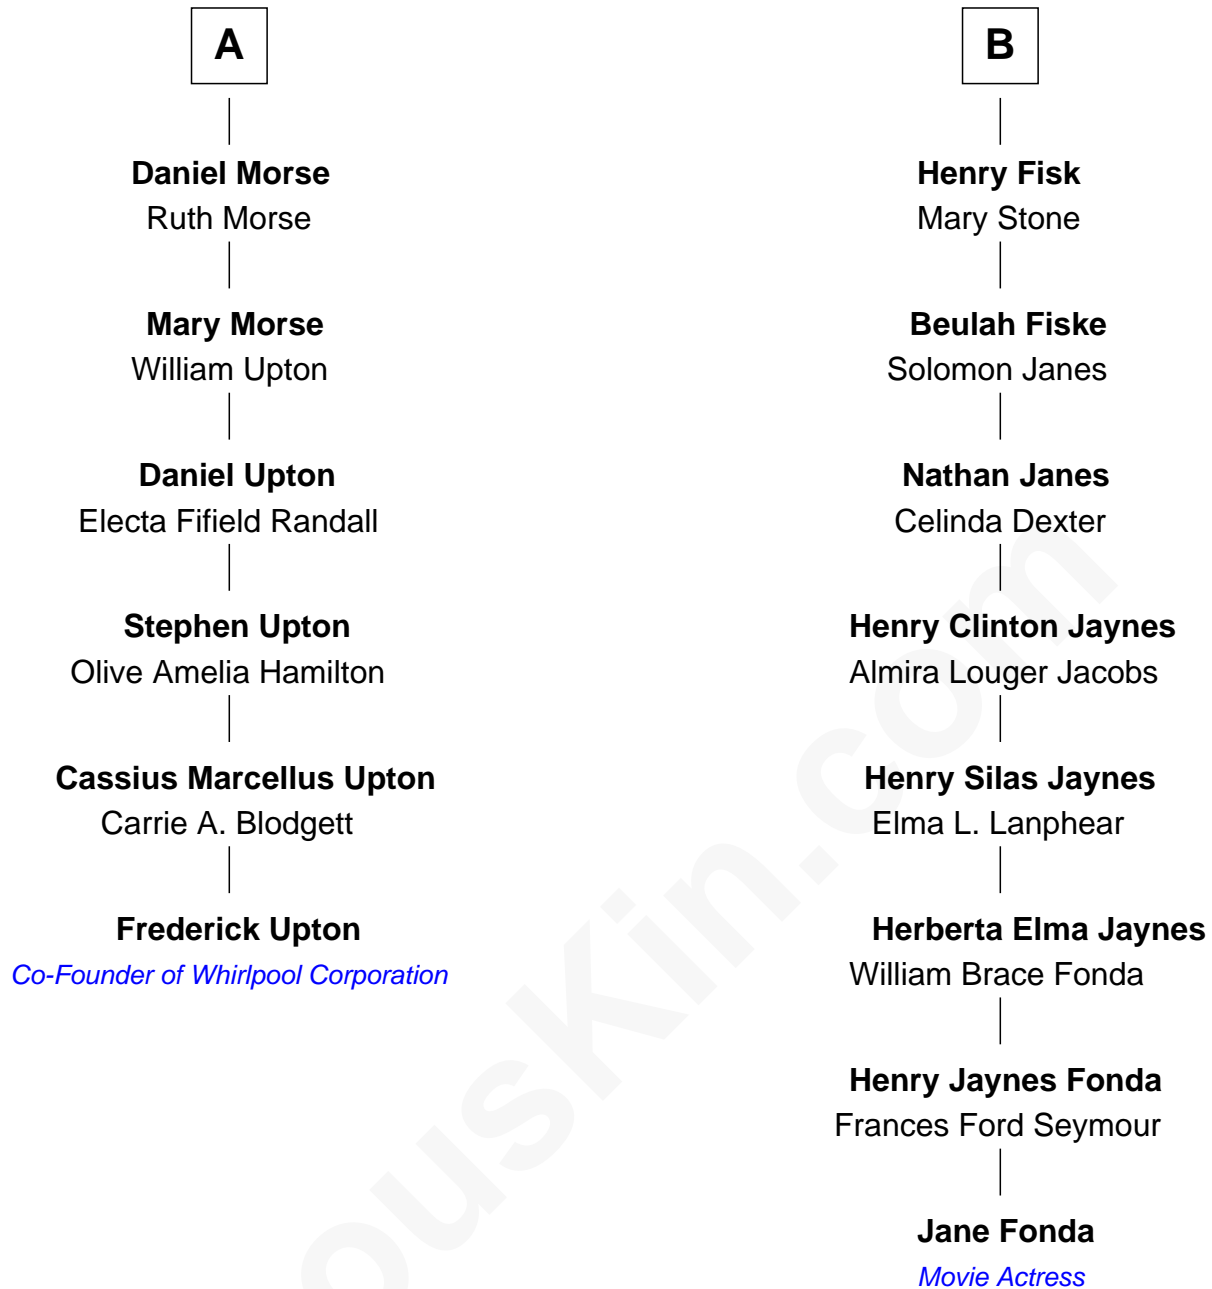 A
Daniel Morse
Ruth Morse
Mary Morse
William Upton
Daniel Upton
Electa Fifield Randall
Stephen Upton
Olive Amelia Hamilton
Cassius Marcellus Upton
Carrie A. Blodgett
Frederick Upton
Co-Founder of Whirlpool Corporation
B
Henry Fisk
Mary Stone
Beulah Fiske
Solomon Janes
Nathan Janes
Celinda Dexter
Henry Clinton Jaynes
Almira Louger Jacobs
Henry Silas Jaynes
Elma L. Lanphear
Herberta Elma Jaynes
William Brace Fonda
Henry Jaynes Fonda
Frances Ford Seymour
Jane Fonda
Movie Actress
ousKin.com